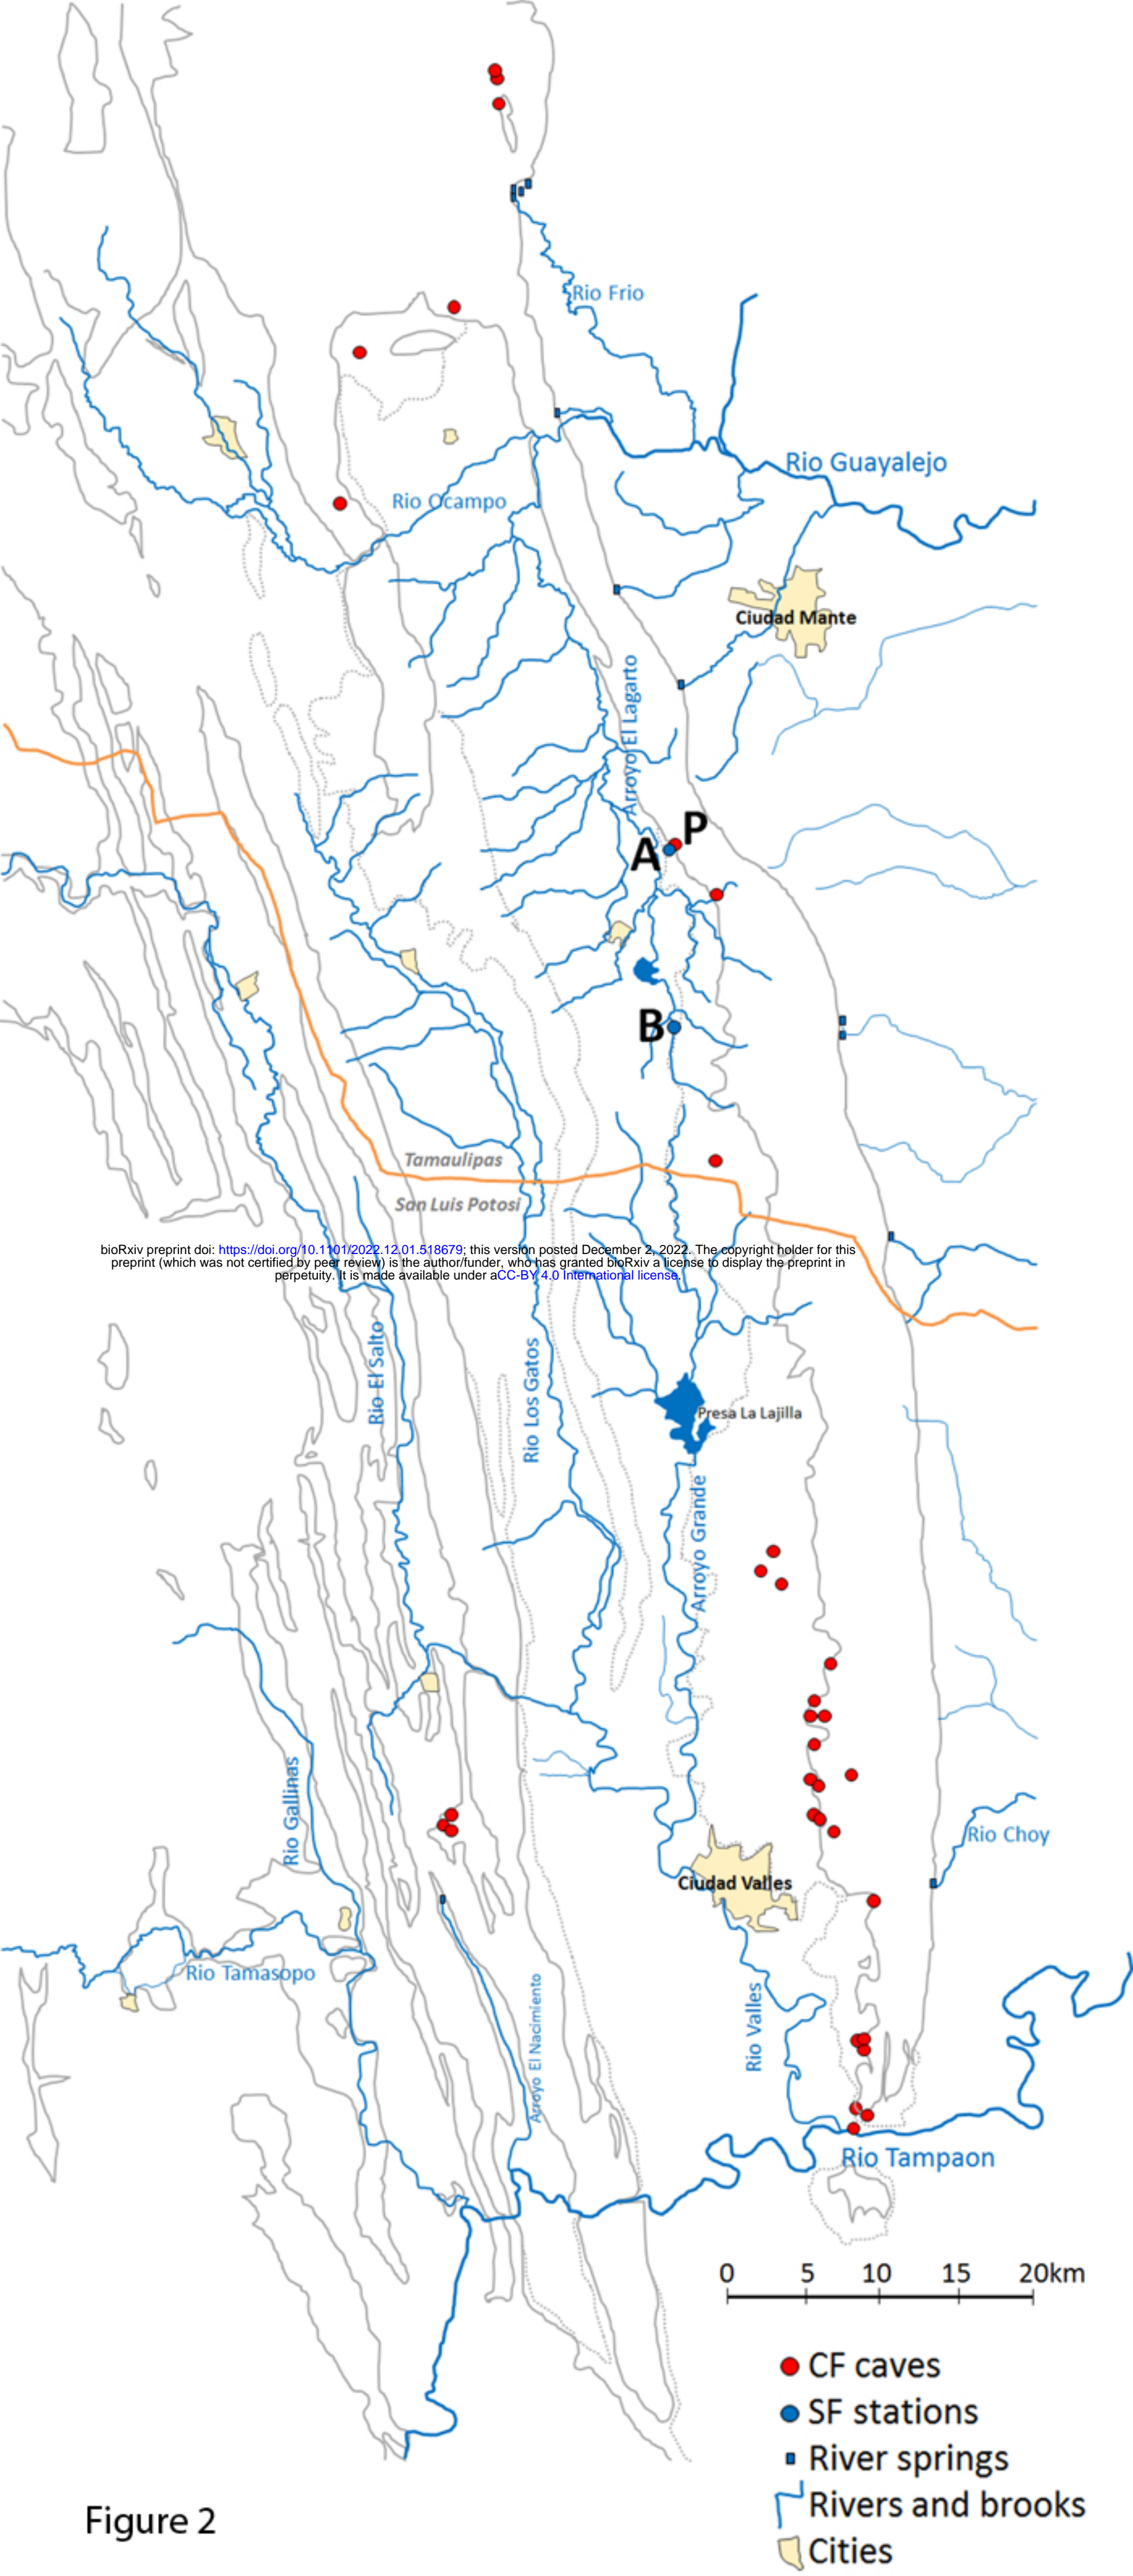 Rio Frio
Rio Guayalejo
Rio Ocampo
Ciudad Mante
Arroyo El Lagarto
P
A
B
Tamaulipas
San Luis Potosi
bioRxiv preprint doi: https://doi.org/10.1101/2022.12.01.518679; this version posted December 2, 2022. The copyright holder for this
preprint (which was not certified by peer review) is the author/funder, who has granted bioRxiv a license to display the preprint in
perpetuity. It is made available under aCC-BY 4.0 International license.
Rio El Salto
Rio Los Gatos
Presa La Lajilla
Arroyo Grande
Rio Gallinas
Rio Choy
Ciudad Valles
Rio Tamasopo
Arroyo El Nacimiento
Rio Valles
Rio Tampaon
0 5 10 15 20km
CF caves
SF stations
River springs
Rivers and brooks
Cities
Figure 2